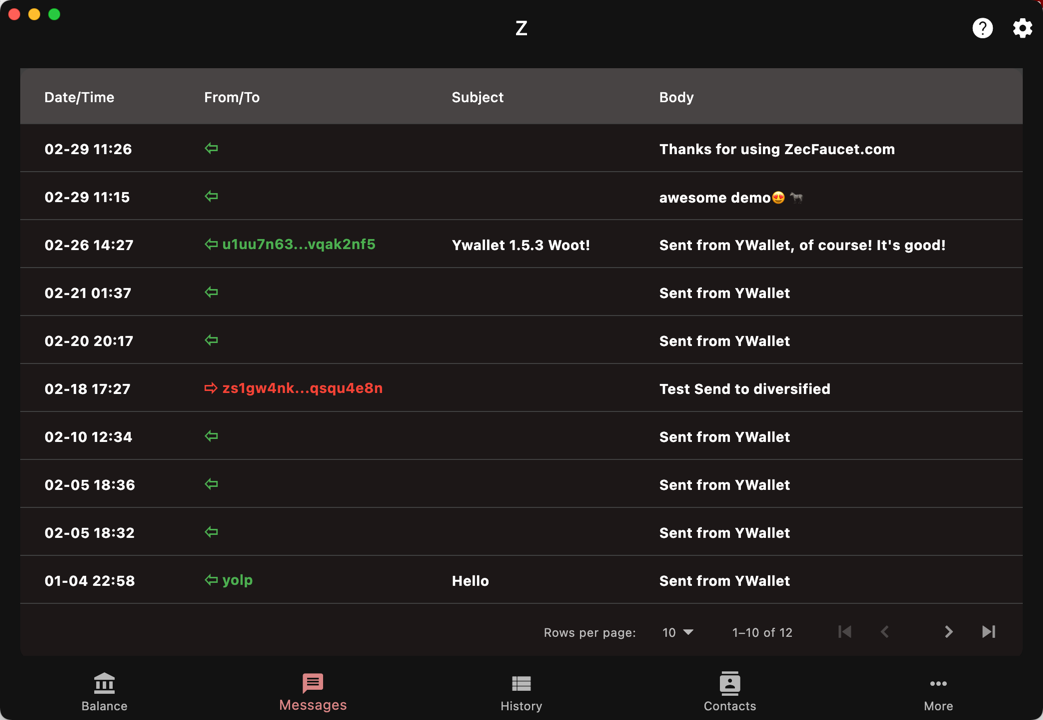 Z
Date/Time From/To Subject Body
02-29 11:26 ⇦ Thanks for using ZecFaucet.com
02-29 11:15 ⇦ awesome demo😍 🐄
02-26 14:27 ⇦ u1uu7n63...vqak2nf5 Ywallet 1.5.3 Woot! Sent from YWallet, of course! It's good!
02-21 01:37 ⇦ Sent from YWallet
02-20 20:17 ⇦ Sent from YWallet
02-18 17:27 ⇨ zs1gw4nk...qsqu4e8n Test Send to diversified
02-10 12:34 ⇦ Sent from YWallet
02-05 18:36 ⇦ Sent from YWallet
02-05 18:32 ⇦ Sent from YWallet
01-04 22:58 ⇦ yolp Hello Sent from YWallet
Rows per page: 10 1–10 of 12
Balance Messages History Contacts More